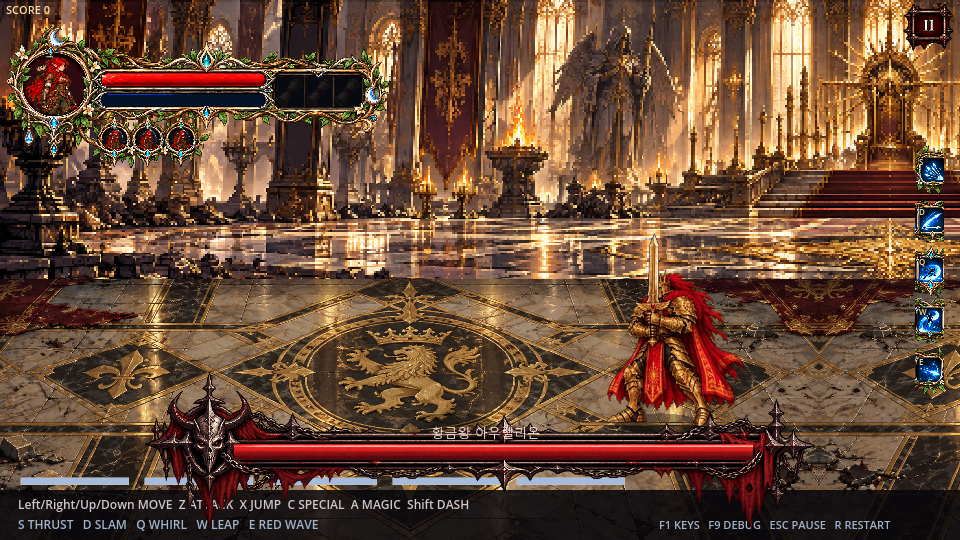 SCORE 0
II
황금왕 아우렐리온
Left/Right/Up/Down MOVE Z ATTACK X JUMP C SPECIAL A MAGIC Shift DASH
S THRUST D SLAM Q WHIRL W LEAP E RED WAVE
F1 KEYS F9 DEBUG ESC PAUSE R RESTART